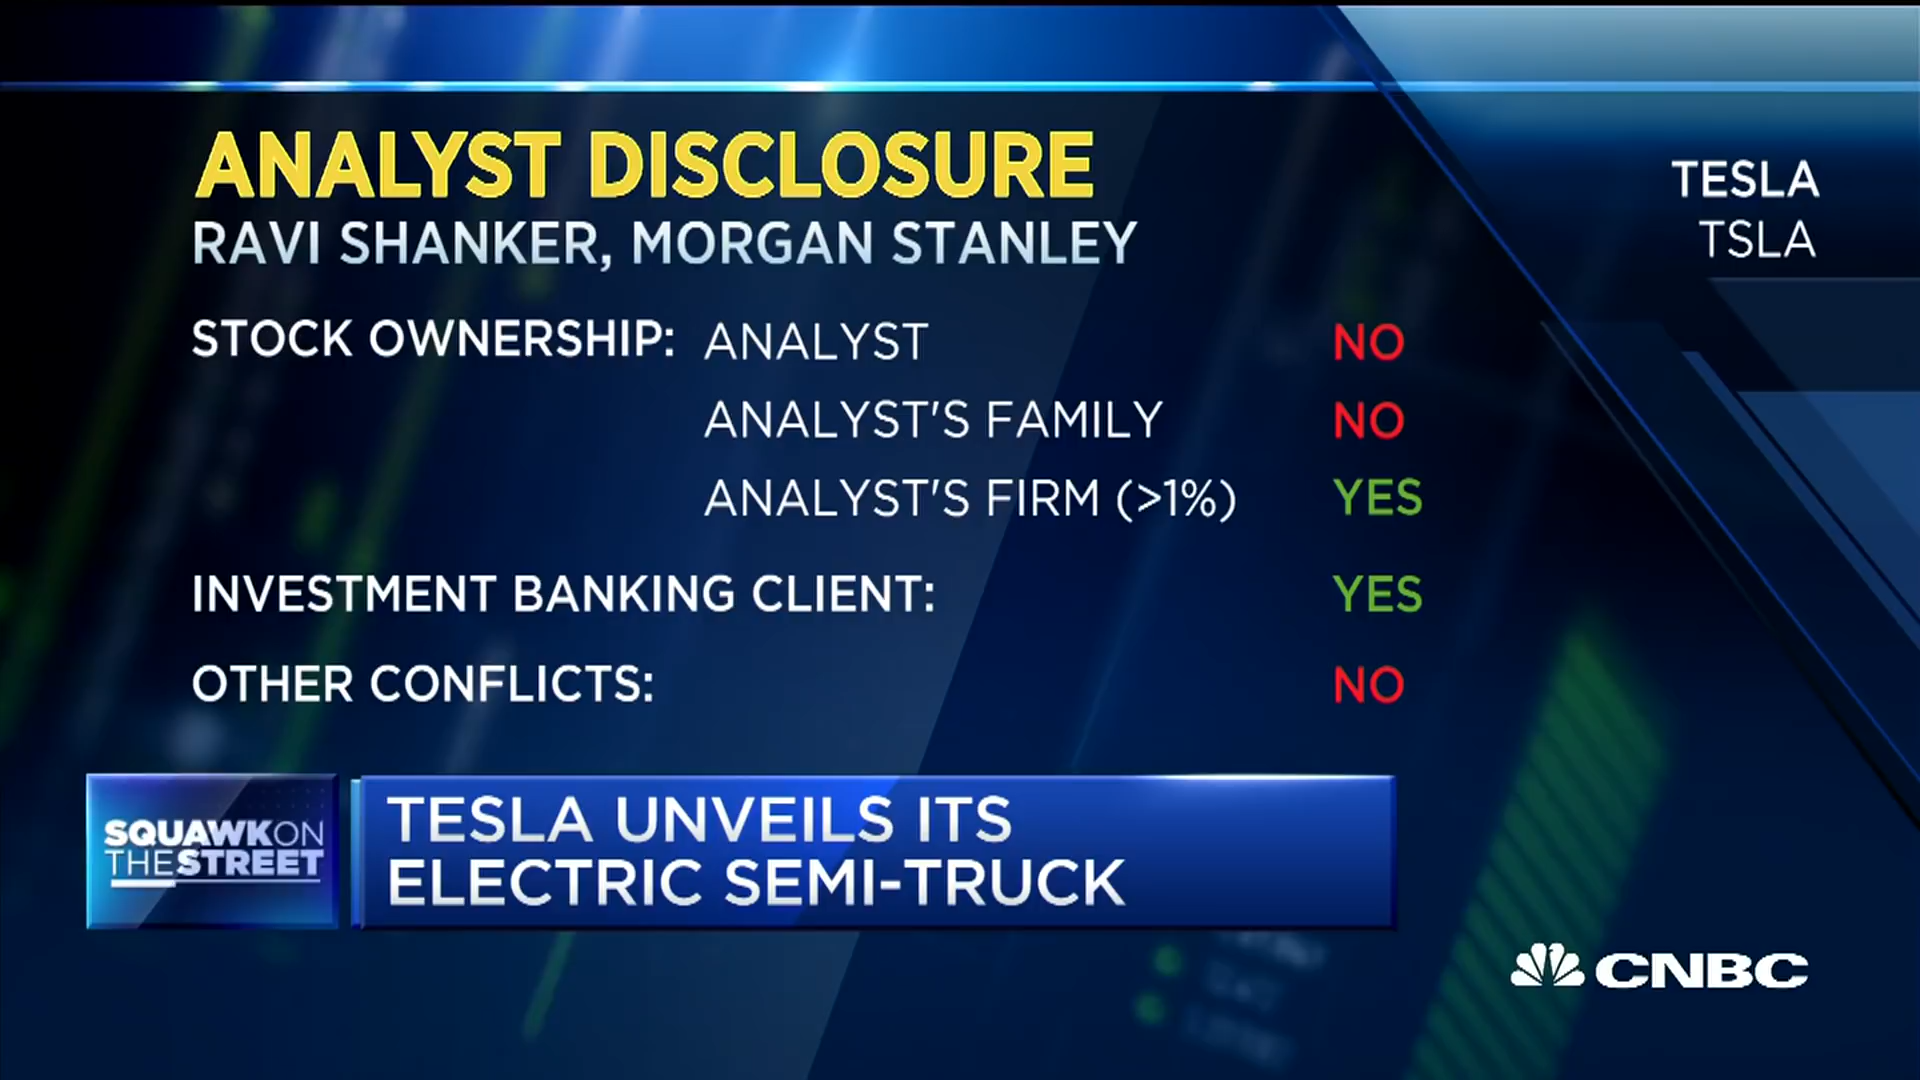 ANALYST DISCLOSURE
RAVI SHANKER, MORGAN STANLEY
TESLA
TSLA
STOCK OWNERSHIP: ANALYST NO
ANALYST'S FAMILY NO
ANALYST'S FIRM (>1%) YES
INVESTMENT BANKING CLIENT: YES
OTHER CONFLICTS: NO
SQUAWK ON
THE STREET
TESLA UNVEILS ITS
ELECTRIC SEMI-TRUCK
CNBC